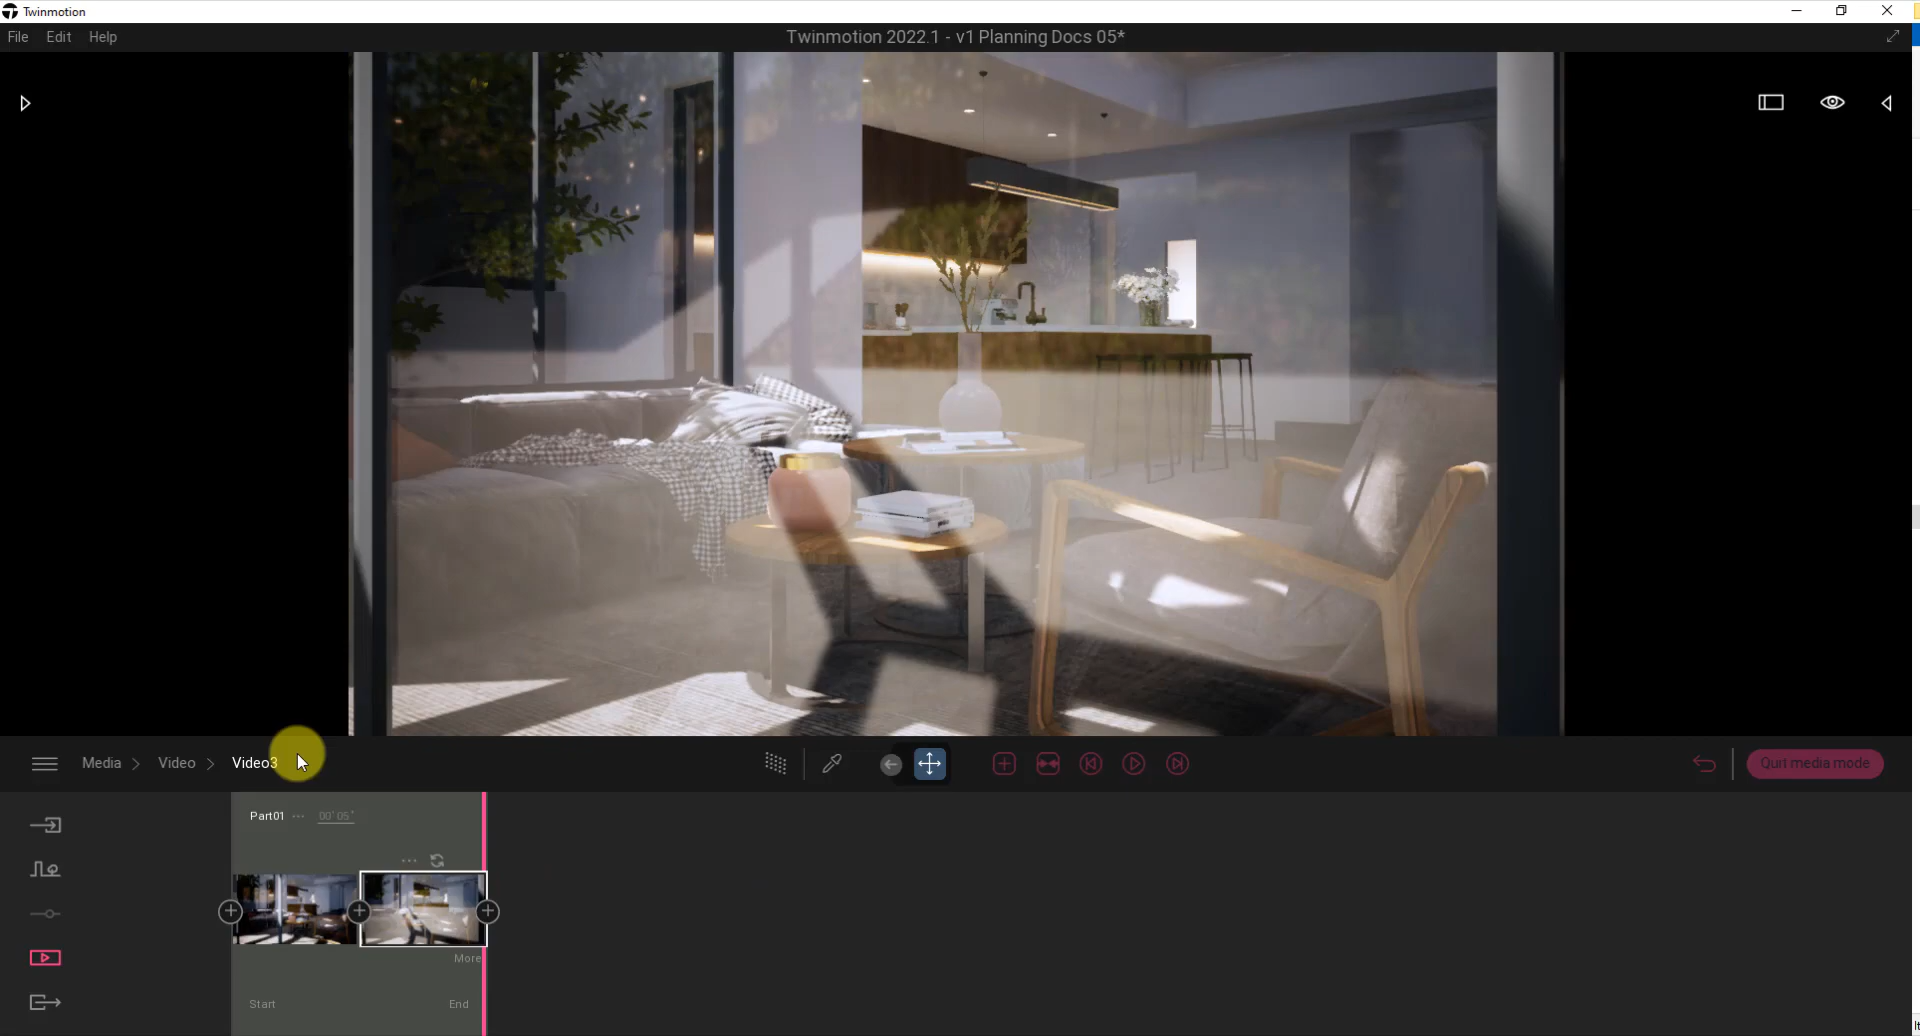 Twinmotion
File Edit Help
Twinmotion 2022.1 - v1 Planning Docs 05*
Media Video Video3
Quit media mode
Part01 ... 00'05"
More
Start End